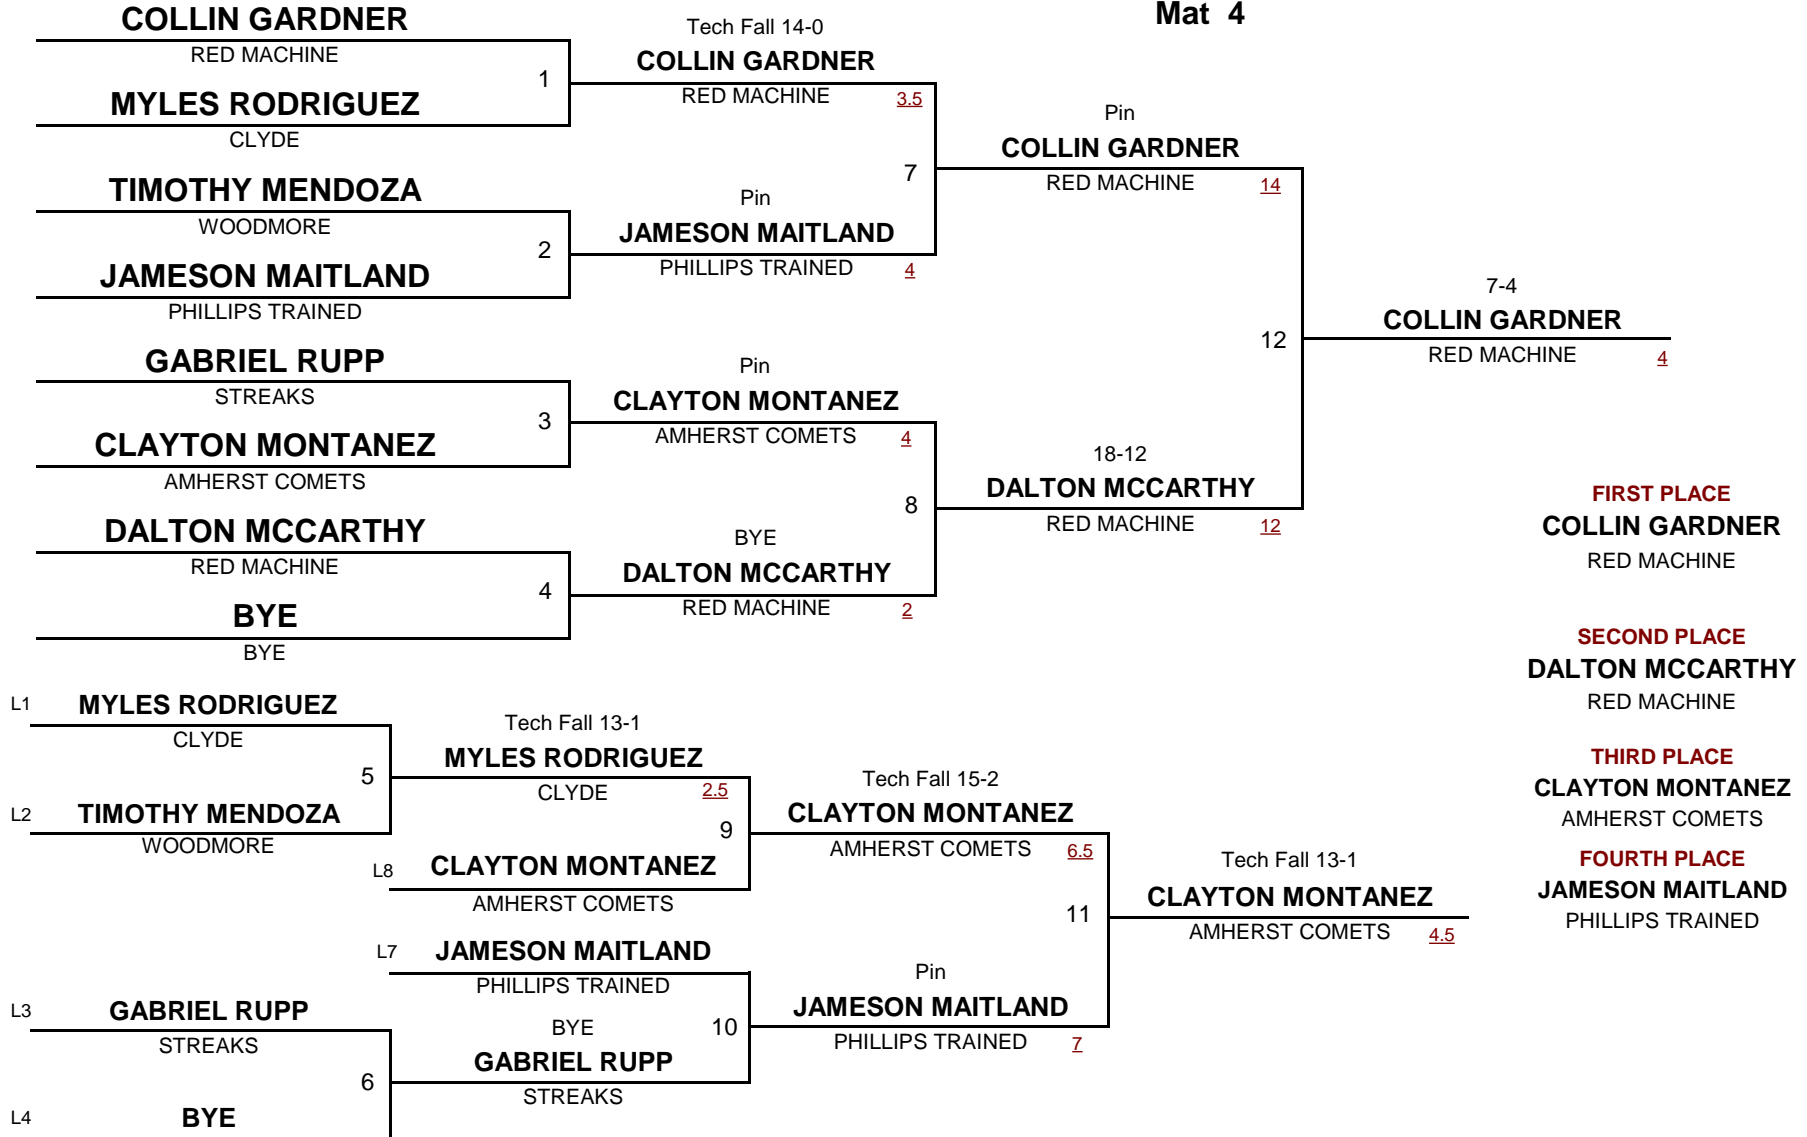 Mat 4
COLLIN GARDNER
RED MACHINE
1
MYLES RODRIGUEZ
CLYDE
TIMOTHY MENDOZA
WOODMORE
2
JAMESON MAITLAND
PHILLIPS TRAINED
GABRIEL RUPP
STREAKS
3
CLAYTON MONTANEZ
AMHERST COMETS
DALTON MCCARTHY
RED MACHINE
4
BYE
BYE
Tech Fall 14-0
COLLIN GARDNER
RED MACHINE 3.5
7
Pin
JAMESON MAITLAND
PHILLIPS TRAINED 4
Pin
CLAYTON MONTANEZ
AMHERST COMETS 4
8
BYE
DALTON MCCARTHY
RED MACHINE 2
Pin
COLLIN GARDNER
RED MACHINE 14
12
18-12
DALTON MCCARTHY
RED MACHINE 12
7-4
COLLIN GARDNER
RED MACHINE 4
FIRST PLACE
COLLIN GARDNER
RED MACHINE
SECOND PLACE
DALTON MCCARTHY
RED MACHINE
THIRD PLACE
CLAYTON MONTANEZ
AMHERST COMETS
FOURTH PLACE
JAMESON MAITLAND
PHILLIPS TRAINED
L1 MYLES RODRIGUEZ
CLYDE
5
L2 TIMOTHY MENDOZA
WOODMORE
Tech Fall 13-1
MYLES RODRIGUEZ
CLYDE 2.5
9
L8 CLAYTON MONTANEZ
AMHERST COMETS
L7 JAMESON MAITLAND
PHILLIPS TRAINED
10
BYE
GABRIEL RUPP
STREAKS
L3 GABRIEL RUPP
STREAKS
6
L4 BYE
Tech Fall 15-2
CLAYTON MONTANEZ
AMHERST COMETS 6.5
11
Pin
JAMESON MAITLAND
PHILLIPS TRAINED 7
Tech Fall 13-1
CLAYTON MONTANEZ
AMHERST COMETS 4.5